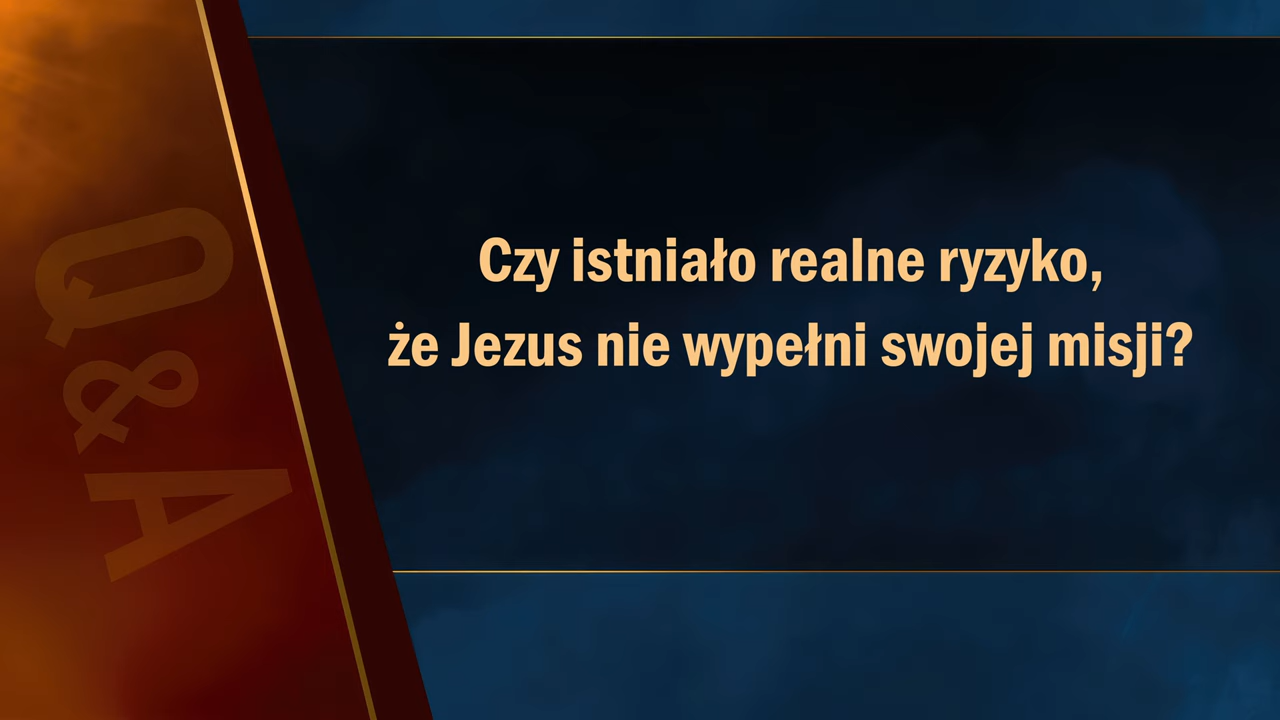 Q & A
Czy istniało realne ryzyko,
że Jezus nie wypełni swojej misji?